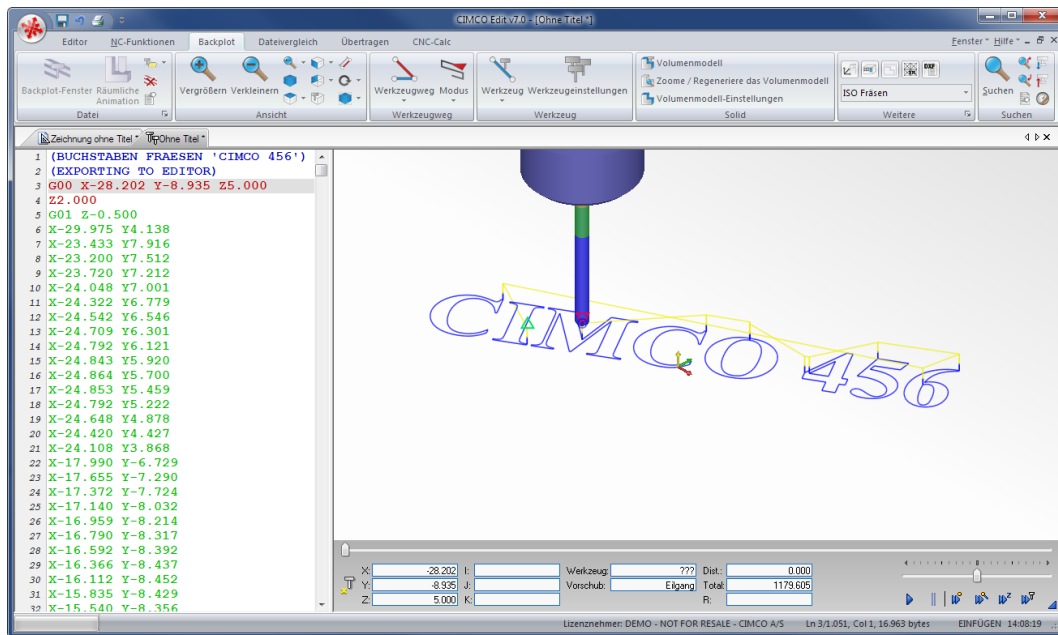 CIMCO Edit v7.0 - [Ohne Titel *]
Editor NC-Funktionen Backplot Dateivergleich Übertragen CNC-Calc Fenster Hilfe
Backplot-Fenster Räumliche Animation Vergrößern Verkleinern Werkzeugweg Modus Werkzeug Werkzeugeinstellungen
Volumenmodell
Zoome / Regeneriere das Volumenmodell
Volumenmodell-Einstellungen
DXF
ISO Fräsen
Suchen
Datei Ansicht Werkzeugweg Werkzeug Solid Weitere Suchen
Zeichnung ohne Titel * Ohne Titel *
1 (BUCHSTABEN FRAESEN 'CIMCO 456')
2 (EXPORTING TO EDITOR)
3 G00 X-28.202 Y-8.935 Z5.000
4 Z2.000
5 G01 Z-0.500
6 X-29.975 Y4.138
7 X-23.433 Y7.916
8 X-23.200 Y7.512
9 X-23.720 Y7.212
10 X-24.048 Y7.001
11 X-24.322 Y6.779
12 X-24.542 Y6.546
13 X-24.709 Y6.301
14 X-24.792 Y6.121
15 X-24.843 Y5.920
16 X-24.864 Y5.700
17 X-24.853 Y5.459
18 X-24.792 Y5.222
19 X-24.648 Y4.878
20 X-24.420 Y4.427
21 X-24.108 Y3.868
22 X-17.990 Y-6.729
23 X-17.655 Y-7.290
24 X-17.372 Y-7.724
25 X-17.140 Y-8.032
26 X-16.959 Y-8.214
27 X-16.790 Y-8.317
28 X-16.592 Y-8.392
29 X-16.366 Y-8.437
30 X-16.112 Y-8.452
31 X-15.835 Y-8.429
32 X-15.540 Y-8.356
CIMCO 456
X: -28.202 I: Werkzeug: ??? Dist.: 0.000
Y: -8.935 J: Vorschub: Eilgang Total: 1179.605
Z: 5.000 K: R:
Lizenznehmer: DEMO - NOT FOR RESALE - CIMCO A/S Ln 3/1.051, Col 1, 16.963 bytes EINFÜGEN 14:08:19